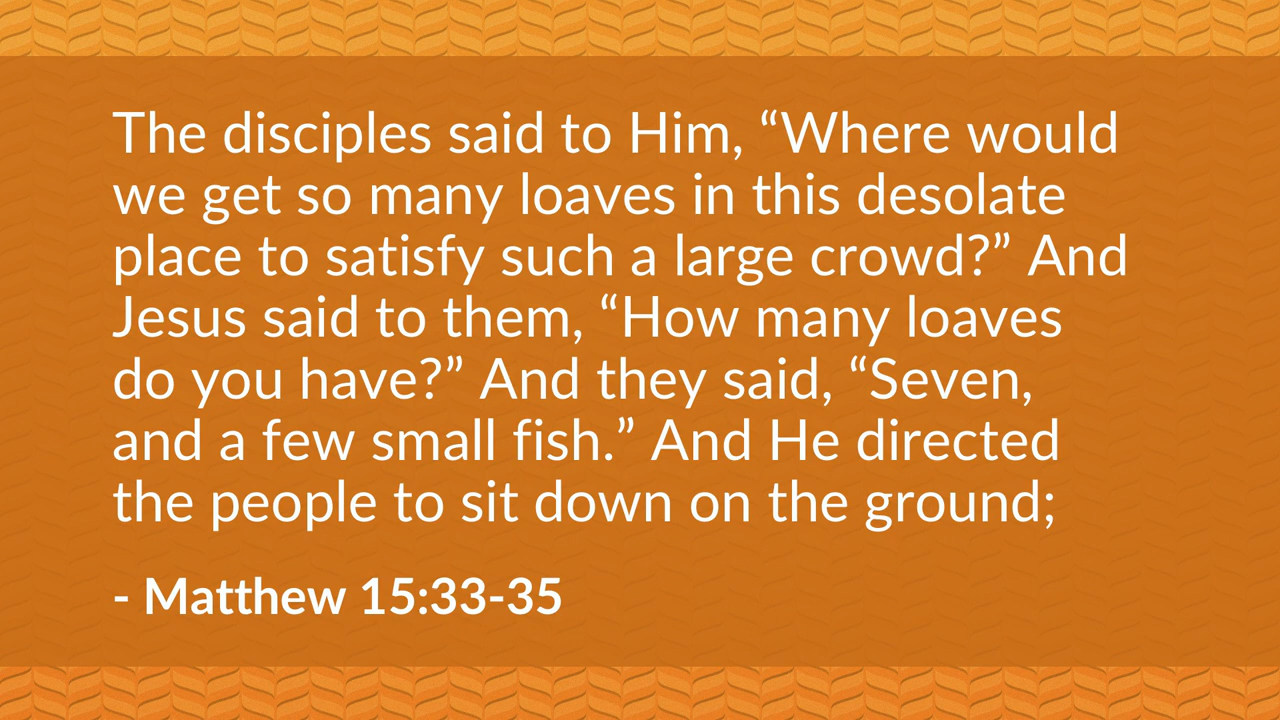 The disciples said to Him, “Where would
we get so many loaves in this desolate
place to satisfy such a large crowd?” And
Jesus said to them, “How many loaves
do you have?” And they said, “Seven,
and a few small fish.” And He directed
the people to sit down on the ground;
- Matthew 15:33-35